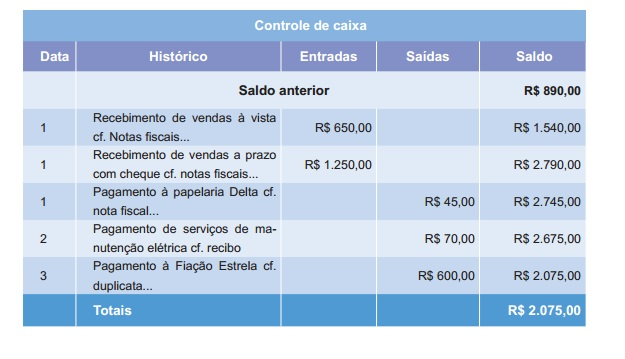 Controle de caixa
Data Histórico Entradas Saídas Saldo
Saldo anterior R$ 890,00
Recebimento de vendas à vista
1 cf. Notas fiscais... R$ 650,00 R$ 1.540,00
Recebimento de vendas a prazo
1 com cheque cf. notas fiscais... R$ 1.250,00 R$ 2.790,00
Pagamento à papelaria Delta cf.
1 nota fiscal... R$ 45,00 R$ 2.745,00
Pagamento de serviços de ma-
2 nutenção elétrica cf. recibo R$ 70,00 R$ 2.675,00
Pagamento à Fiação Estrela cf.
3 duplicata... R$ 600,00 R$ 2.075,00
Totais R$ 2.075,00